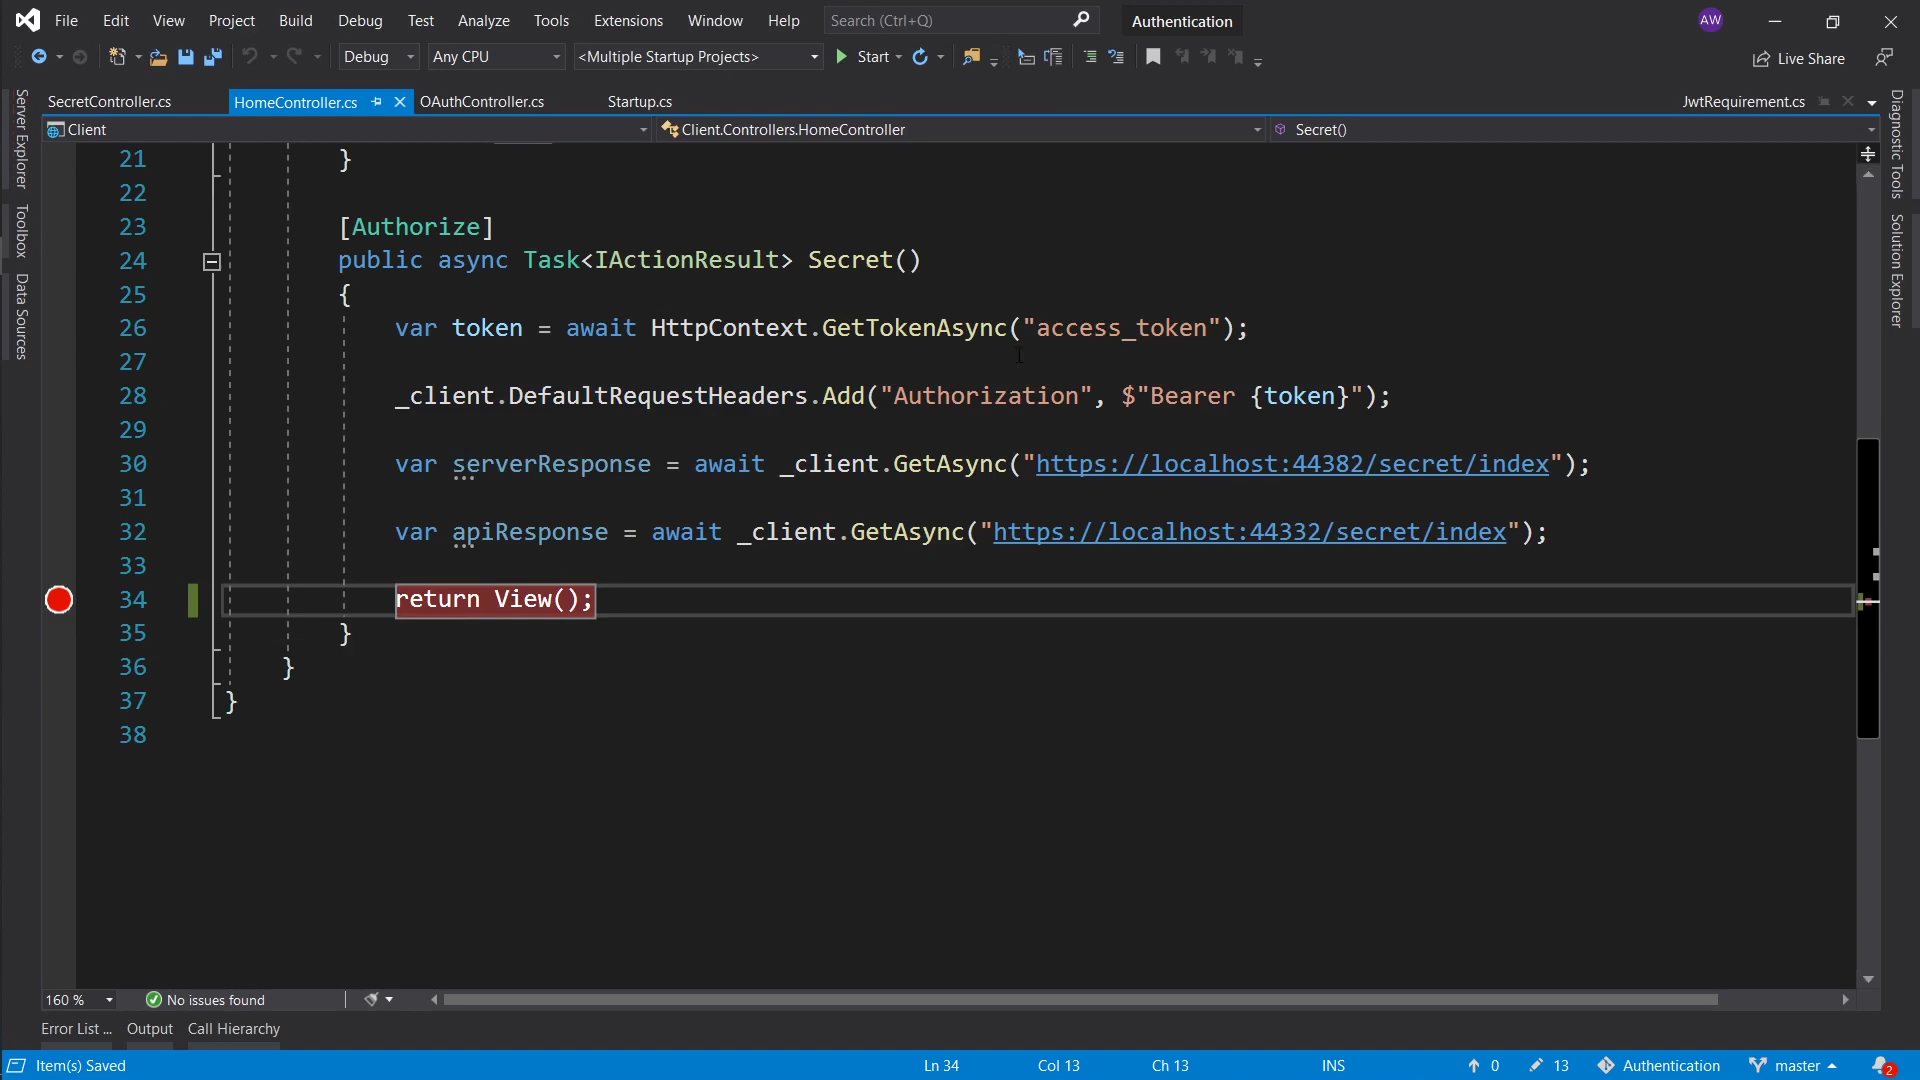 File Edit View Project Build Debug Test Analyze Tools Extensions Window Help Search (Ctrl+Q) Authentication AW
Debug Any CPU <Multiple Startup Projects> Start Live Share
SecretController.cs HomeController.cs OAuthController.cs Startup.cs JwtRequirement.cs
Client Client.Controllers.HomeController Secret()
Server Explorer
Toolbox
Data Sources
21 }
22
23 [Authorize]
24 public async Task<IActionResult> Secret()
25 {
26 var token = await HttpContext.GetTokenAsync("access_token");
27
28 _client.DefaultRequestHeaders.Add("Authorization", $"Bearer {token}");
29
30 var serverResponse = await _client.GetAsync("https://localhost:44382/secret/index");
31
32 var apiResponse = await _client.GetAsync("https://localhost:44332/secret/index");
33
34 return View();
35 }
36 }
37 }
38
Diagnostic Tools
Solution Explorer
160 % No issues found
Error List ... Output Call Hierarchy
Item(s) Saved Ln 34 Col 13 Ch 13 INS 0 13 Authentication master 2